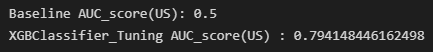 Baseline AUC_score(US): 0.5
XGBClassifier_Tuning AUC_score(US) : 0.794148446162498